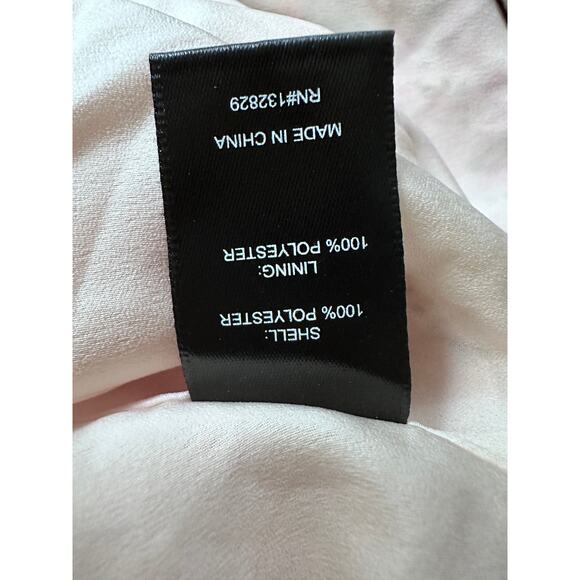 SHELL:
100% POLYESTER
LINING:
100% POLYESTER
MADE IN CHINA
RN#132829